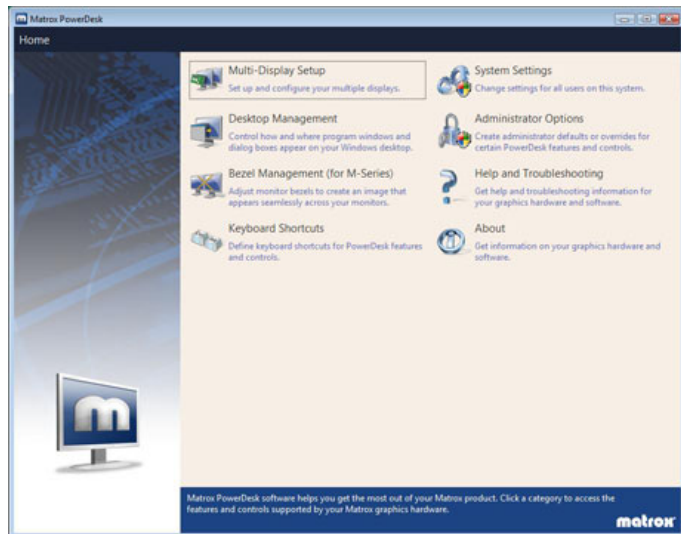 Matrox PowerDesk
Home
Multi-Display Setup
Set up and configure your multiple displays.
System Settings
Change settings for all users on this system.
Desktop Management
Control how and where program windows and
dialog boxes appear on your Windows desktop.
Administrator Options
Create administrator defaults or overrides for
certain PowerDesk features and controls.
Bezel Management (for M-Series)
Adjust monitor bezels to create an image that
appears seamlessly across your monitors.
Help and Troubleshooting
Get help and troubleshooting information for
your graphics hardware and software.
Keyboard Shortcuts
Define keyboard shortcuts for PowerDesk features
and controls.
About
Get information on your graphics hardware and
software.
m
Matrox PowerDesk software helps you get the most out of your Matrox product. Click a category to access the
features and controls supported by your Matrox graphics hardware.
matrox